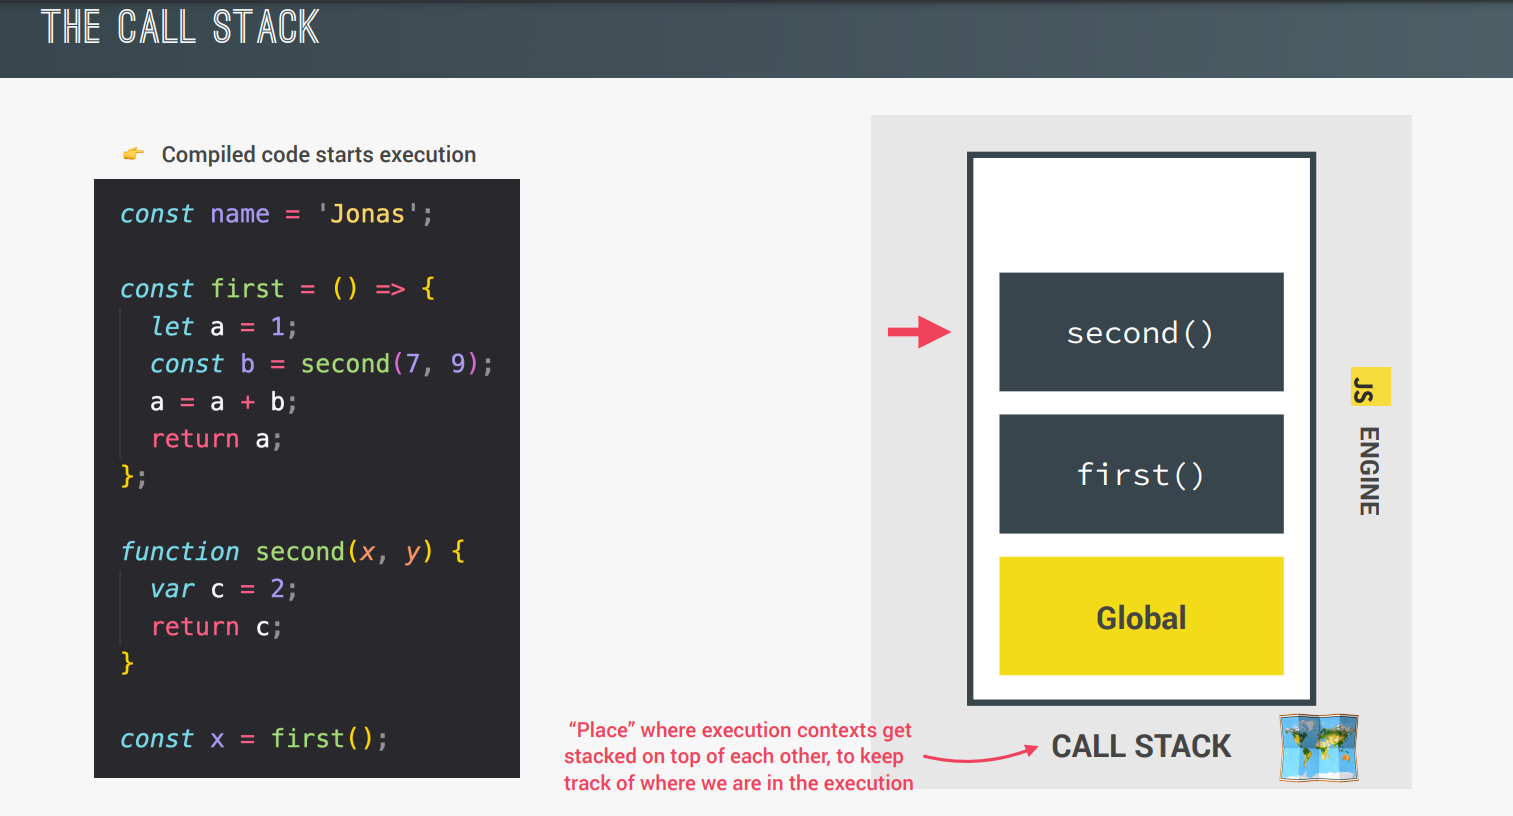 THE CALL STACK
👉 Compiled code starts execution
const name = 'Jonas';
const first = () => {
let a = 1;
const b = second(7, 9);
a = a + b;
return a;
};
function second(x, y) {
var c = 2;
return c;
}
const x = first();
second()
first()
Global
JS ENGINE
“Place” where execution contexts get
stacked on top of each other, to keep
track of where we are in the execution
CALL STACK